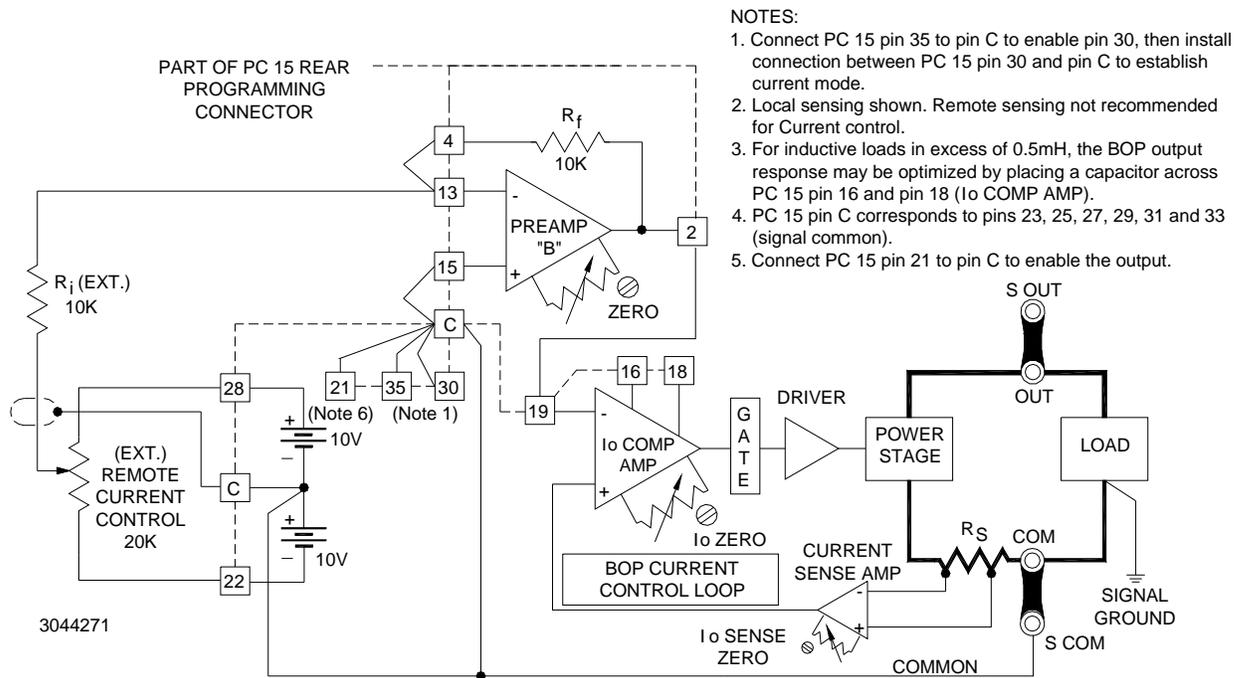 NOTES:
1. Connect PC 15 pin 35 to pin C to enable pin 30, then install
connection between PC 15 pin 30 and pin C to establish
current mode.
2. Local sensing shown. Remote sensing not recommended
for Current control.
3. For inductive loads in excess of 0.5mH, the BOP output
response may be optimized by placing a capacitor across
PC 15 pin 16 and pin 18 (Io COMP AMP).
4. PC 15 pin C corresponds to pins 23, 25, 27, 29, 31 and 33
(signal common).
5. Connect PC 15 pin 21 to pin C to enable the output.
PART OF PC 15 REAR
PROGRAMMING
CONNECTOR
4
Rf
10K
13
-
PREAMP
"B"
+
2
15
ZERO
Ri (EXT.)
10K
C
21
35
30
(Note 6)
(Note 1)
28
+
10V
–
(EXT.)
REMOTE
CURRENT
CONTROL
20K
C
+
10V
–
22
19
16
18
-
Io COMP
AMP
+
Io ZERO
GATE
DRIVER
POWER
STAGE
S OUT
OUT
LOAD
RS
COM
S COM
SIGNAL
GROUND
BOP CURRENT
CONTROL LOOP
CURRENT
SENSE AMP
-
+
Io SENSE
ZERO
COMMON
3044271